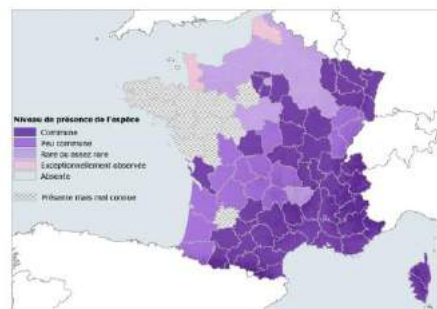 Niveau de présence de l'espèce
Commune
Peu commune
Rare ou assez rare
Exceptionnellement observée
Absente
Présente mais mal connue